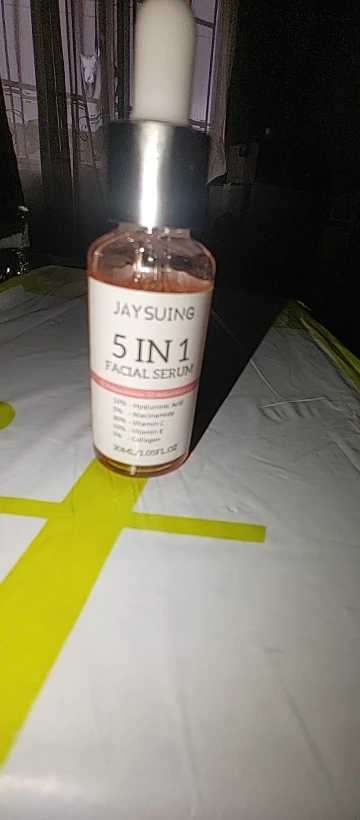 JAYSUING
5 IN 1
FACIAL SERUM
-Hyaluronic Acid
-Niacinamide
-Vitamin C
-Vitamin E
-Collagen
30ML/1.05FL.OZ